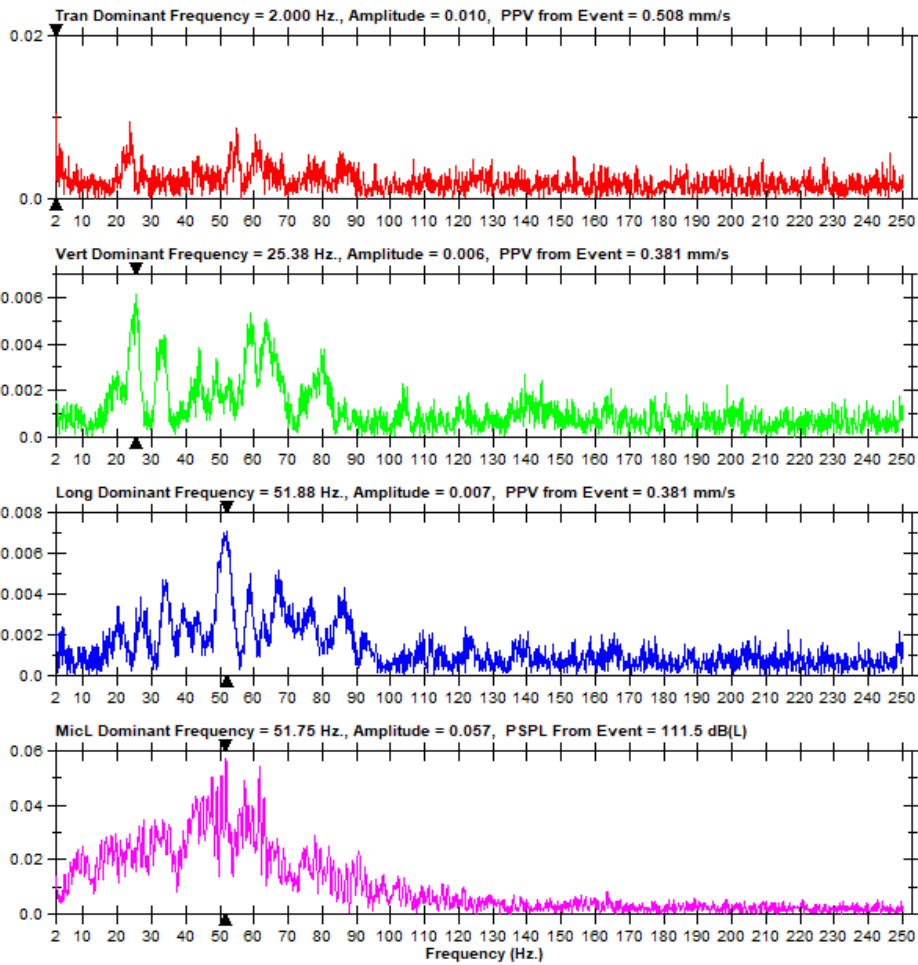 Tran Dominant Frequency = 2.000 Hz., Amplitude = 0.010, PPV from Event = 0.508 mm/s
0.02
0.0
2 10 20 30 40 50 60 70 80 90 100 110 120 130 140 150 160 170 180 190 200 210 220 230 240 250
Vert Dominant Frequency = 25.38 Hz., Amplitude = 0.006, PPV from Event = 0.381 mm/s
0.006
0.004
0.002
0.0
2 10 20 30 40 50 60 70 80 90 100 110 120 130 140 150 160 170 180 190 200 210 220 230 240 250
Long Dominant Frequency = 51.88 Hz., Amplitude = 0.007, PPV from Event = 0.381 mm/s
0.008
0.006
0.004
0.002
0.0
2 10 20 30 40 50 60 70 80 90 100 110 120 130 140 150 160 170 180 190 200 210 220 230 240 250
MicL Dominant Frequency = 51.75 Hz., Amplitude = 0.057, PSPL From Event = 111.5 dB(L)
0.06
0.04
0.02
0.0
2 10 20 30 40 50 60 70 80 90 100 110 120 130 140 150 160 170 180 190 200 210 220 230 240 250
Frequency (Hz.)